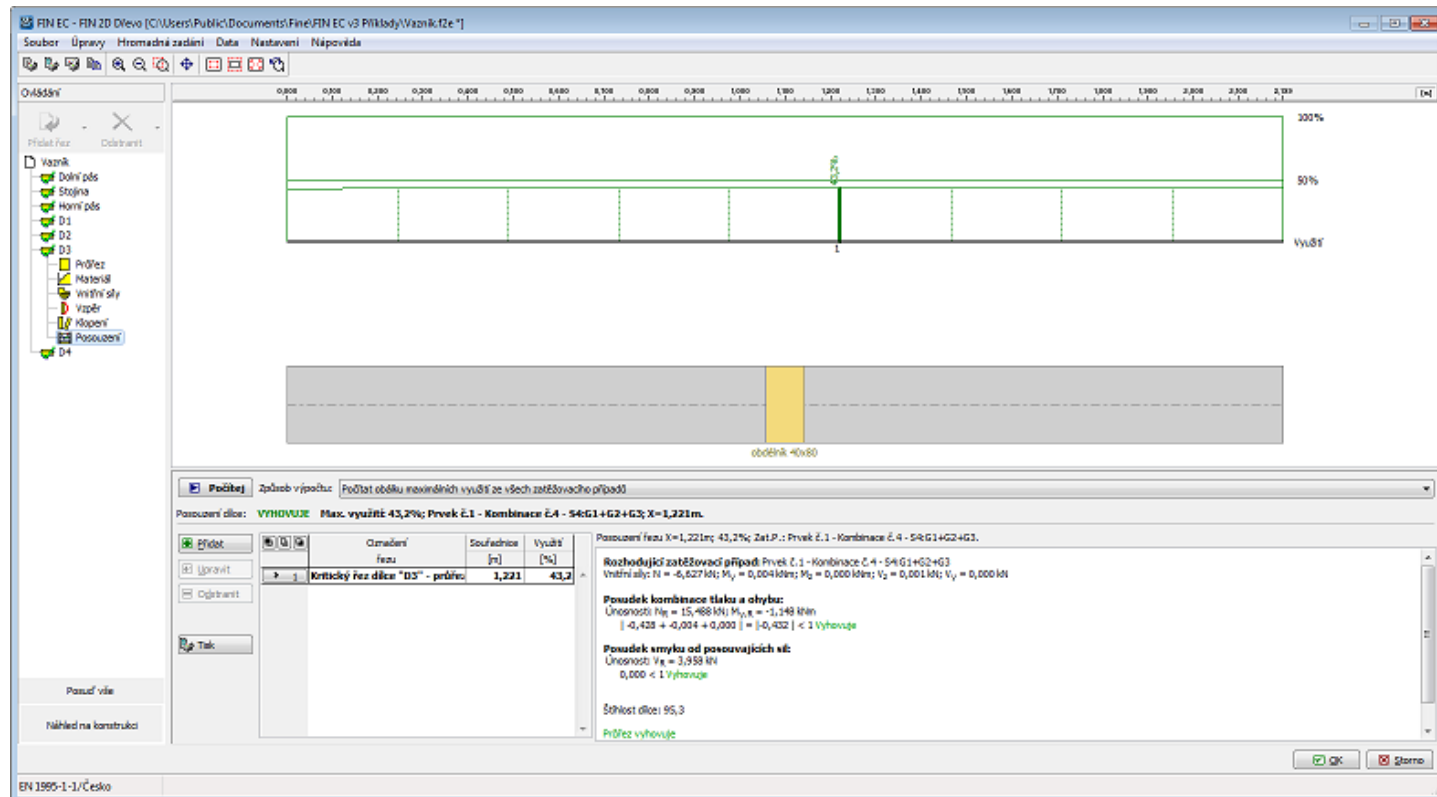 FIN EC - FIN 2D Dřevo [C:\Users\Public\Documents\Fine\FIN EC v3 Příklady\Vaznik.f2e *]
Soubor Úpravy Hromadná zadání Data Nastavení Nápověda
Ovládání
0,000
[m]
Přidat řez Odstranit
Vazník
Dolní pás
Stojina
Horní pás
D1
D2
D3
Průřez
Materiál
Vnitřní síly
Vzpěr
Klopení
Posouzení
D4
100%
43,2%
50%
1
Využití
obdélník 40x80
Počítej Způsob výpočtu: Počítat obálku maximálních využití ze všech zatěžovacího případů
Posouzení dílce: VYHOVUJE Max. využití: 43,2%; Prvek č.1 - Kombinace č.4 - S4:G1+G2+G3; X=1,221m.
Přidat
Upravit
Odstranit
Tisk
Označení řezu Souřadnice [m] Využití [%]
1 Kritický řez dílce "D3" - průřez 1,221 43,2
Posouzení řezu X=1,221m; 43,2%; Zat.P.: Prvek č.1 - Kombinace č.4 - S4:G1+G2+G3.
Rozhodující zatěžovací případ: Prvek č.1 - Kombinace č.4 - S4:G1+G2+G3
Vnitřní síly: N = -6,627 kN; My = 0,004 kNm; Mz = 0,000 kNm; Vz = 0,001 kN; Vy = 0,000 kN
Posudek kombinace tlaku a ohybu:
Únosnosti: NR = 15,488 kN; My,R = -1,148 kNm
| -0,428 + -0,004 + 0,000 | = |-0,432 | < 1 Vyhovuje
Posudek smyku od posouvajících sil:
Únosnost: VR = 3,958 kN
0,000 < 1 Vyhovuje
Štíhlost dílce: 95,3
Průřez vyhovuje
Posuď vše
Náhled na konstrukci
OK Storno
EN 1995-1-1/Česko